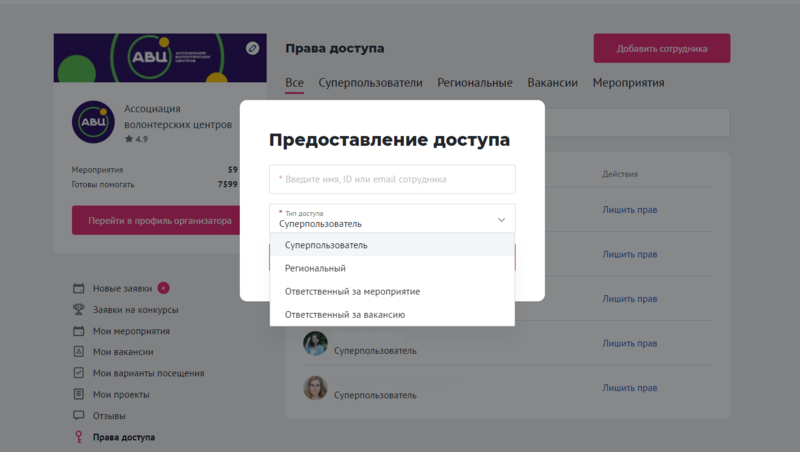 АВЦ АССОЦИАЦИЯ
ВОЛОНТЕРСКИХ
ЦЕНТРОВ
АВЦ
Ассоциация
волонтерских центров
4.9
Мероприятия 59
Готовы помогать 7599
Перейти в профиль организатора
Новые заявки 4
Заявки на конкурсы
Мои мероприятия
Мои вакансии
Мои варианты посещения
Мои проекты
Отзывы
Права доступа
Права доступа
Добавить сотрудника
Все Суперпользователи Региональные Вакансии Мероприятия
Действия
Лишить прав
Лишить прав
Лишить прав
Суперпользователь Лишить прав
Суперпользователь Лишить прав
Предоставление доступа
* Введите имя, ID или email сотрудника
* Тип доступа
Суперпользователь
Суперпользователь
Региональный
Ответственный за мероприятие
Ответственный за вакансию